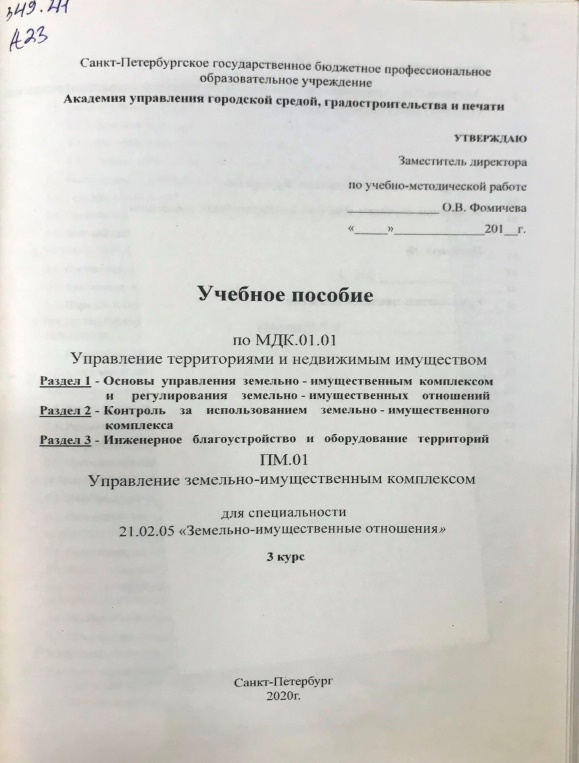 349.41
А23
Санкт-Петербургское государственное бюджетное профессиональное
образовательное учреждение
Академия управления городской средой, градостроительства и печати
УТВЕРЖДАЮ
Заместитель директора
по учебно-методической работе
______________ О.В. Фомичева
«_____»______________201__г.
Учебное пособие
по МДК.01.01
Управление территориями и недвижимым имуществом
Раздел 1 - Основы управления земельно - имущественным комплексом
и регулирования земельно - имущественных отношений
Раздел 2 - Контроль за использованием земельно - имущественного
комплекса
Раздел 3 - Инженерное благоустройство и оборудование территорий
ПМ.01
Управление земельно-имущественным комплексом
для специальности
21.02.05 «Земельно-имущественные отношения»
3 курс
Санкт-Петербург
2020г.